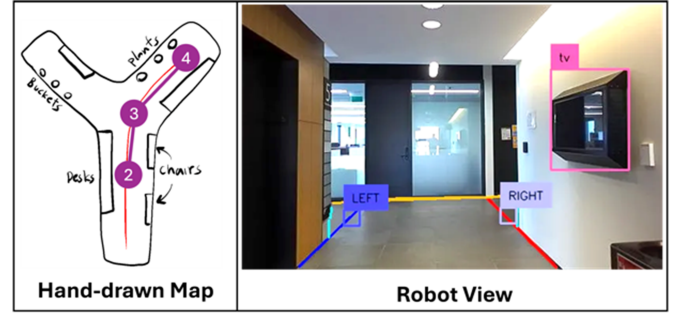 plants
4
Buckets
3
2
Desks
chairs
Hand-drawn Map
tv
LEFT
RIGHT
Robot View